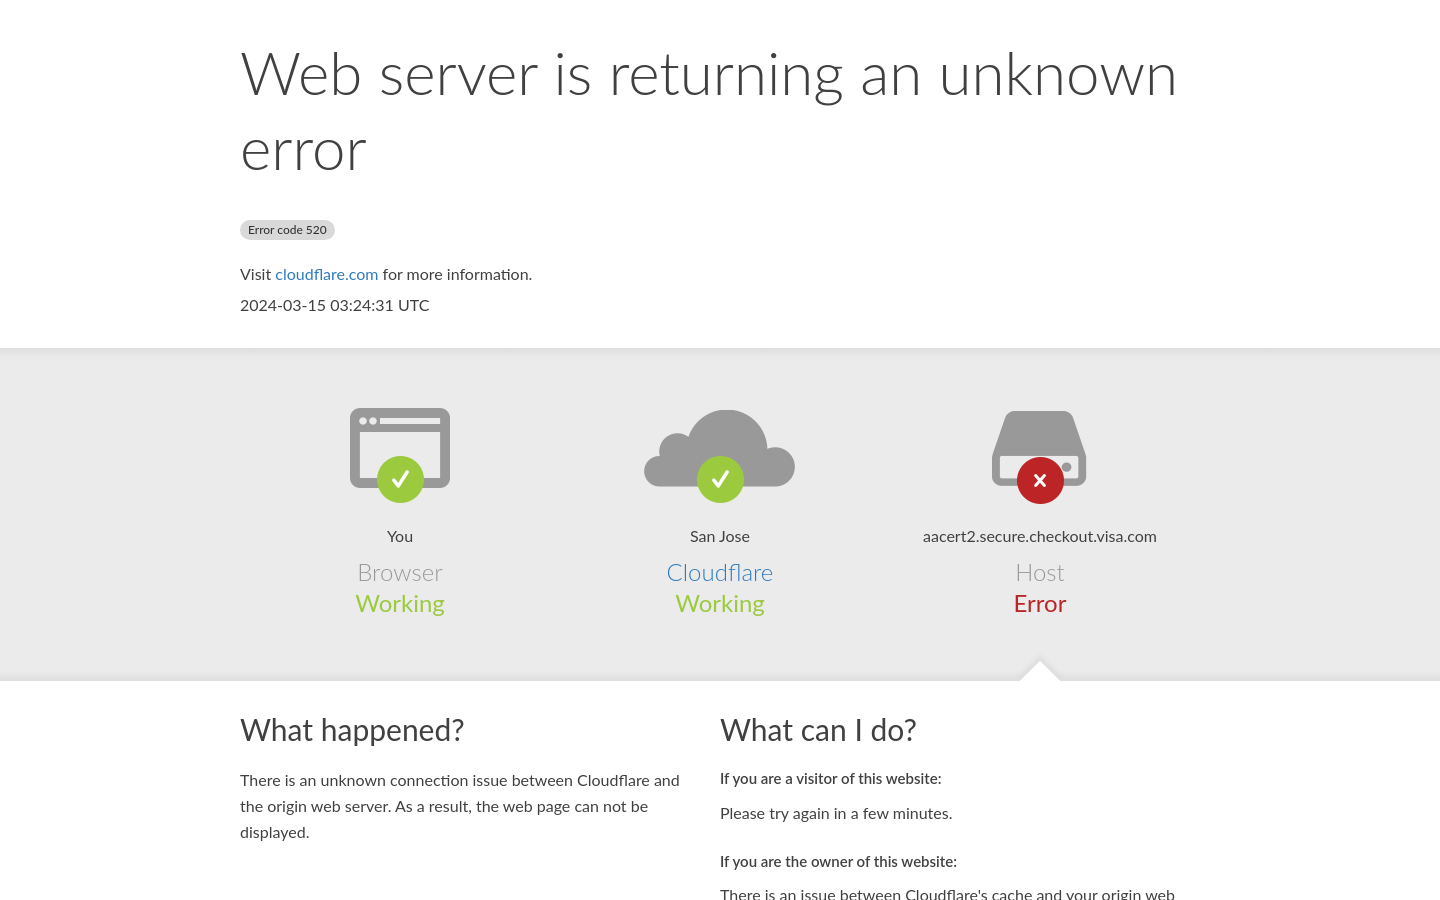 Web server is returning an unknown
error
Error code 520
Visit cloudflare.com for more information.
2024-03-15 03:24:31 UTC
You
Browser
Working
San Jose
Cloudflare
Working
aacert2.secure.checkout.visa.com
Host
Error
What happened?
There is an unknown connection issue between Cloudflare and
the origin web server. As a result, the web page can not be
displayed.
What can I do?
If you are a visitor of this website:
Please try again in a few minutes.
If you are the owner of this website:
There is an issue between Cloudflare's cache and your origin web